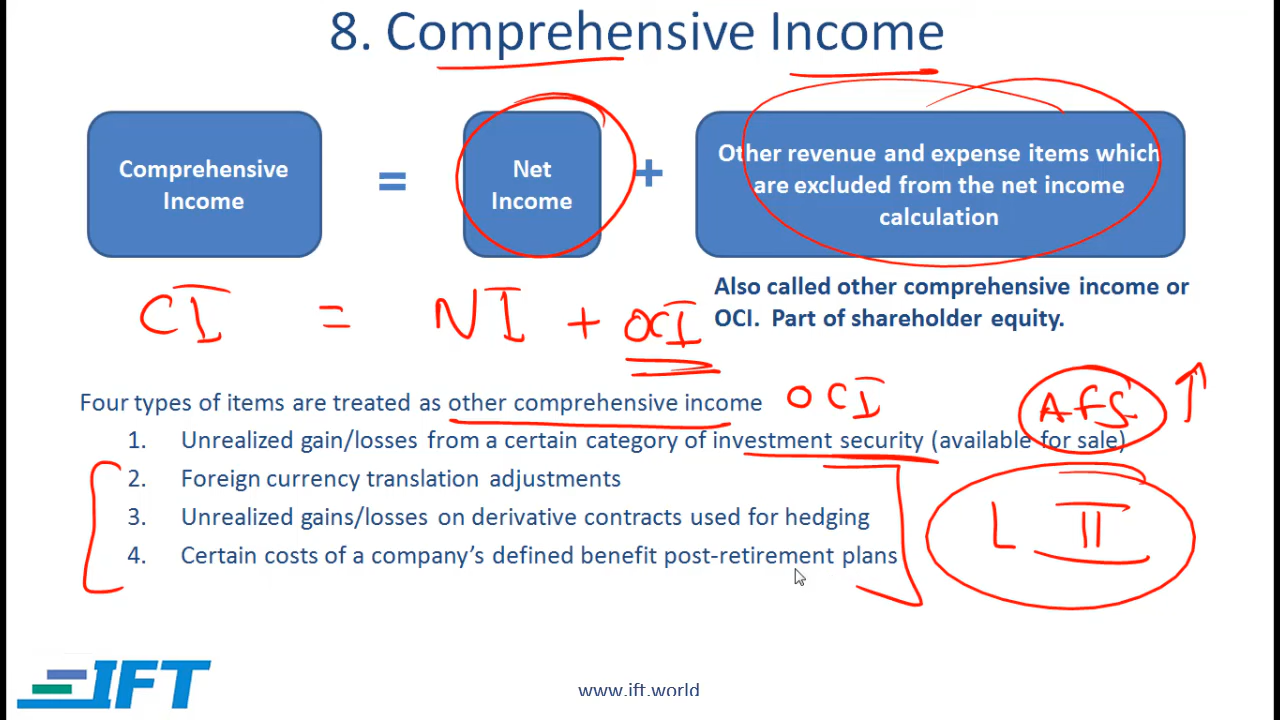 8. Comprehensive Income
Comprehensive
Income
=
Net
Income
+
Other revenue and expense items which
are excluded from the net income
calculation
Also called other comprehensive income or
OCI. Part of shareholder equity.
CI = NI + OCI
Four types of items are treated as other comprehensive income
OCI
AFS ↑
1. Unrealized gain/losses from a certain category of investment security (available for sale)
2. Foreign currency translation adjustments
3. Unrealized gains/losses on derivative contracts used for hedging
4. Certain costs of a company's defined benefit post-retirement plans
L II
IFT
www.ift.world